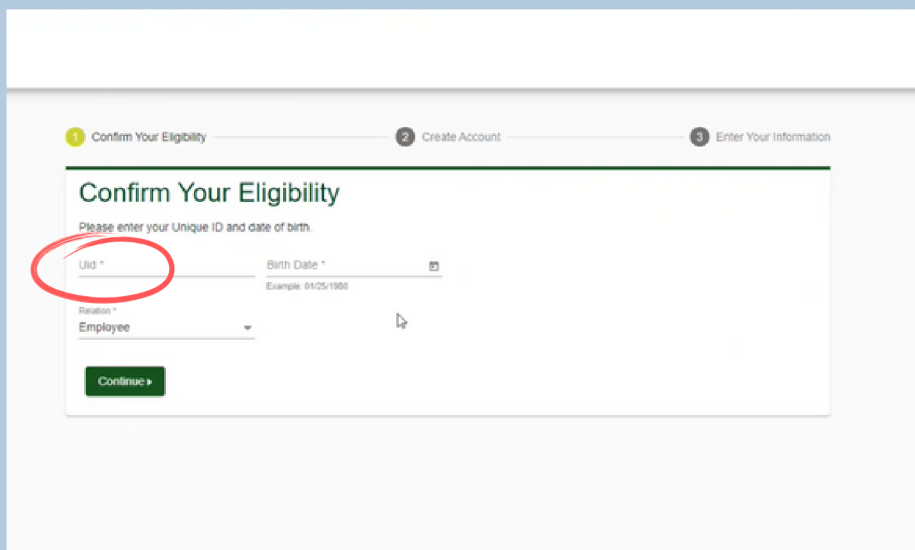 1 Confirm Your Eligibility 2 Create Account 3 Enter Your Information
Confirm Your Eligibility
Please enter your Unique ID and date of birth.
Uid * Birth Date *
Example: 01/25/1980
Relation *
Employee
Continue